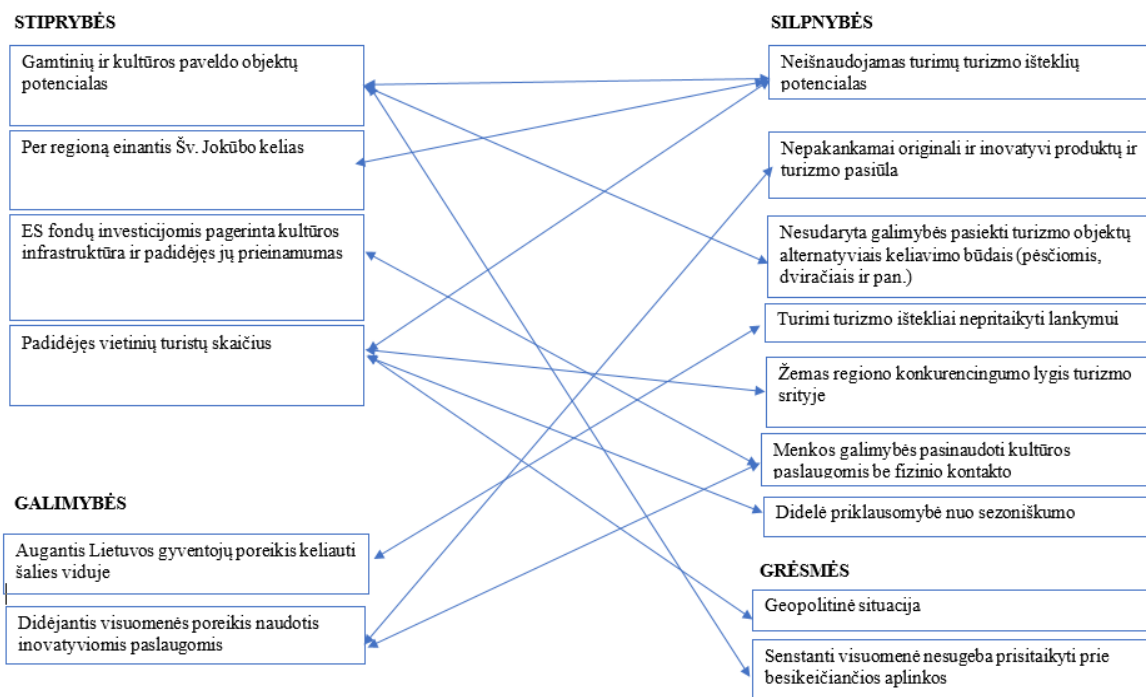 STIPRYBĖS
Gamtinių ir kultūros paveldo objektų
potencialas
Per regioną einantis Šv. Jokūbo kelias
ES fondų investicijomis pagerinta kultūros
infrastruktūra ir padidėjęs jų prieinamumas
Padidėjęs vietinių turistų skaičius
GALIMYBĖS
Augantis Lietuvos gyventojų poreikis keliauti
šalies viduje
Didėjantis visuomenės poreikis naudotis
inovatyviomis paslaugomis
SILPNYBĖS
Neišnaudojamas turimų turizmo išteklių
potencialas
Nepakankamai originali ir inovatyvi produktų ir
turizmo pasiūla
Nesudaryta galimybės pasiekti turizmo objektų
alternatyviais keliavimo būdais (pėsčiomis,
dviračiais ir pan.)
Turimi turizmo ištekliai nepritaikyti lankymui
Žemas regiono konkurencingumo lygis turizmo
srityje
Menkos galimybės pasinaudoti kultūros
paslaugomis be fizinio kontakto
Didelė priklausomybė nuo sezoniškumo
GRĖSMĖS
Geopolitinė situacija
Senstanti visuomenė nesugeba prisitaikyti prie
besikeičiančios aplinkos